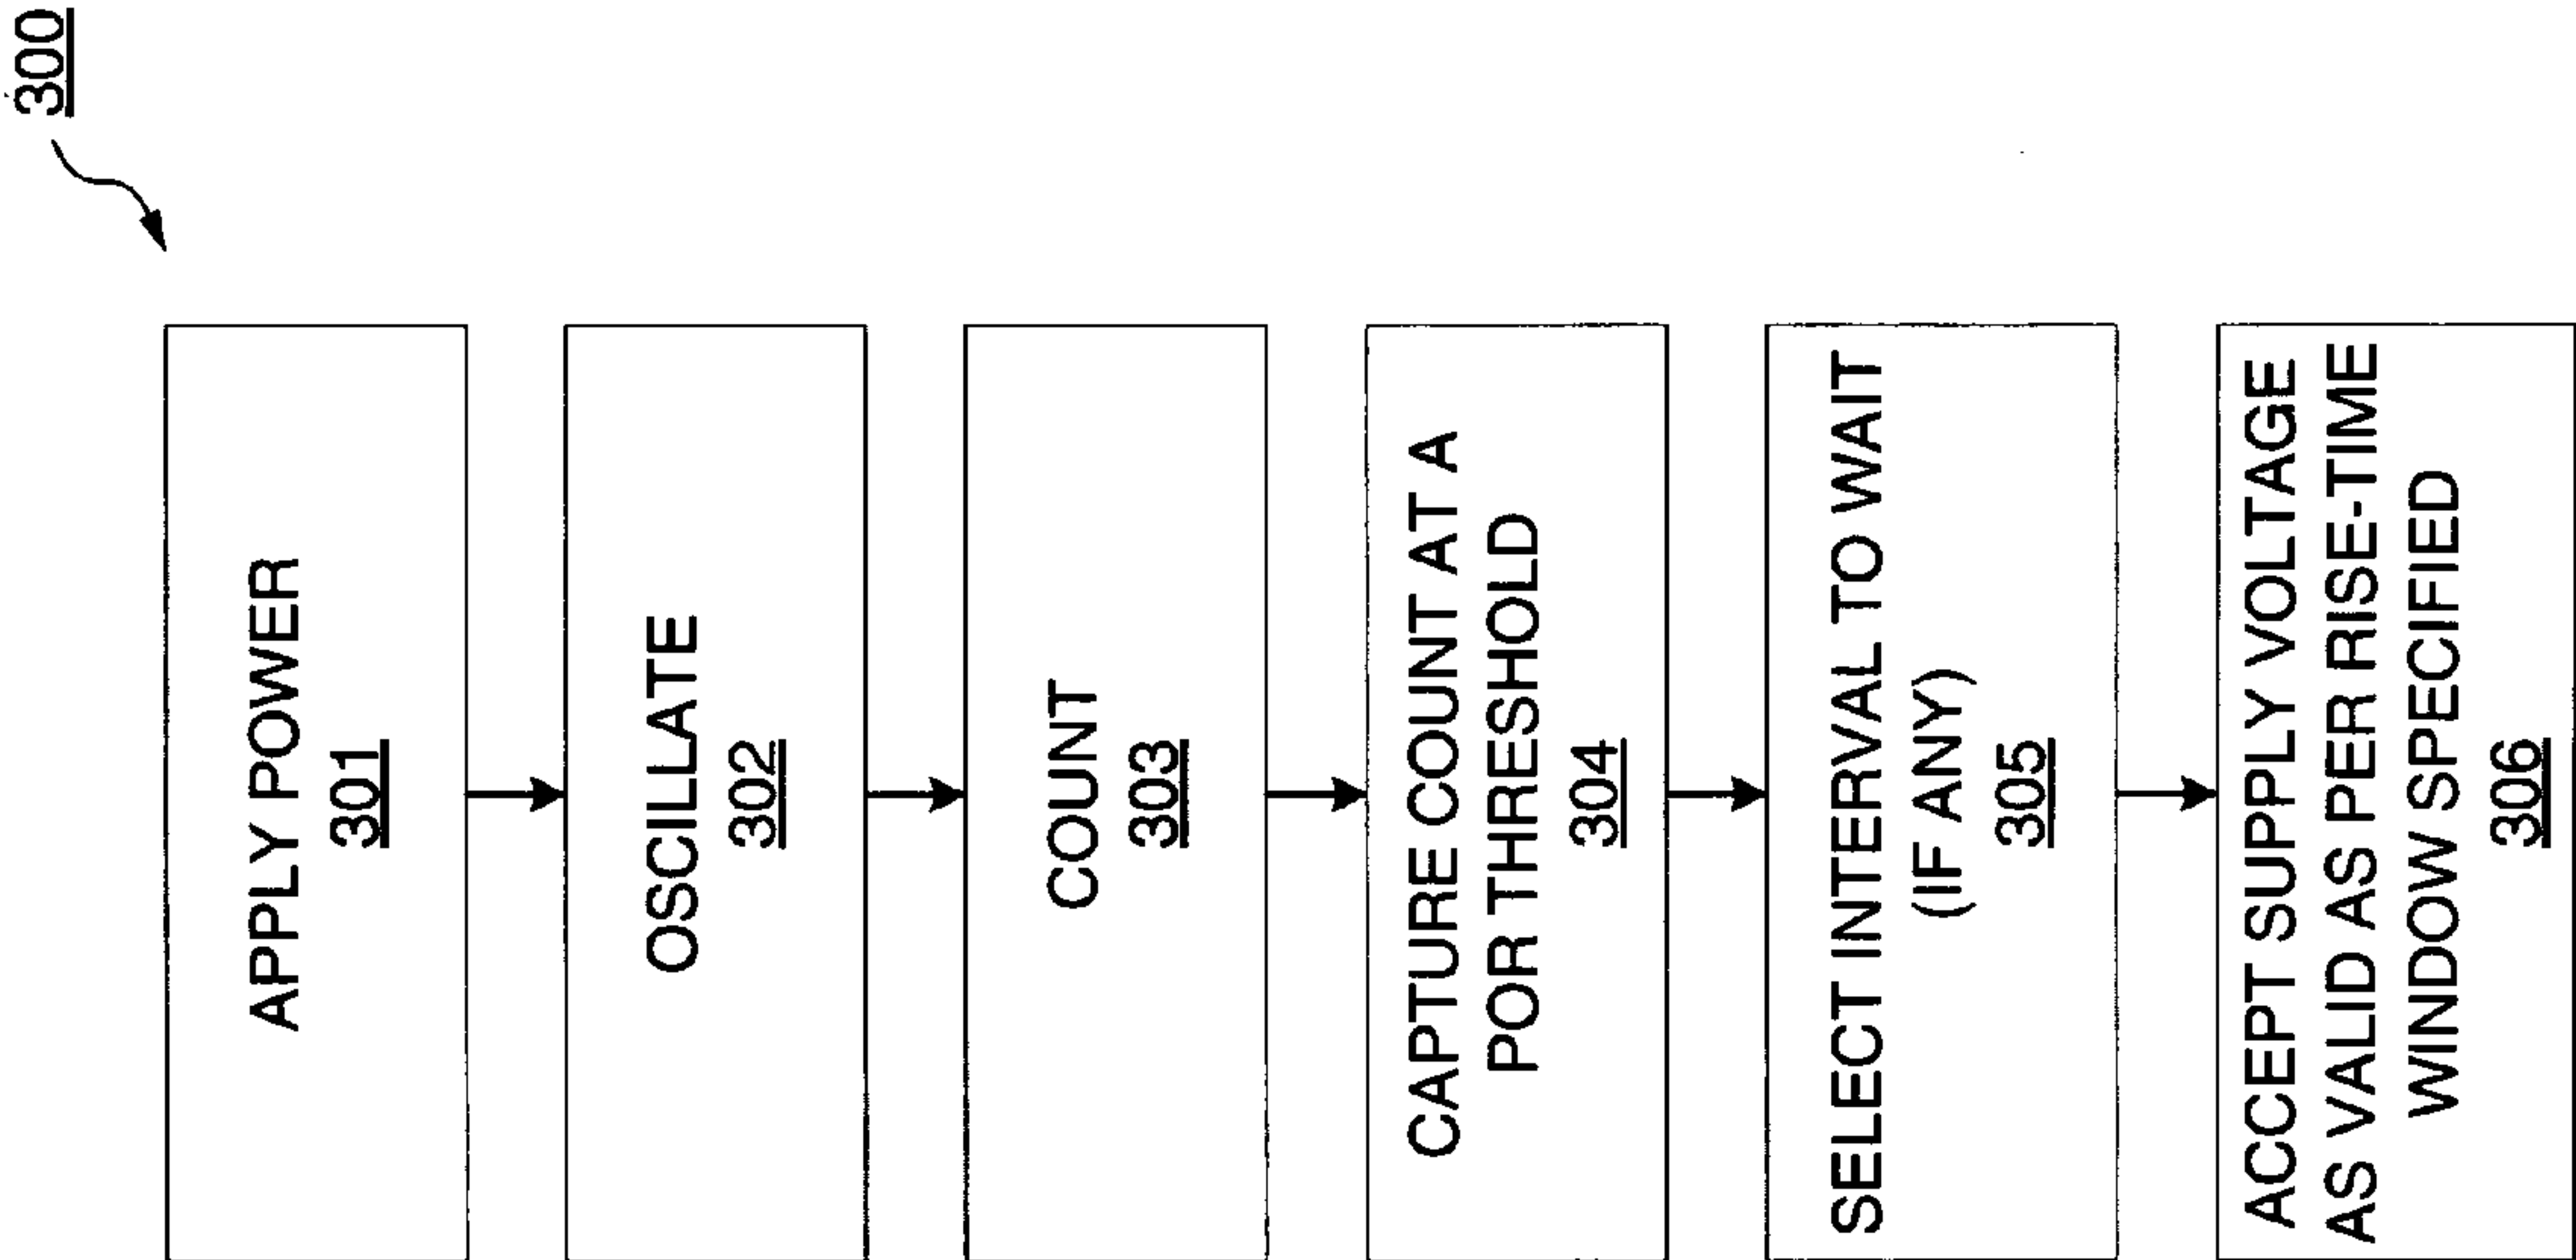 300
APPLY POWER
301
OSCILLATE
302
COUNT
303
CAPTURE COUNT AT A
POR THRESHOLD
304
SELECT INTERVAL TO WAIT
(IF ANY)
305
ACCEPT SUPPLY VOLTAGE
AS VALID AS PER RISE-TIME
WINDOW SPECIFIED
306